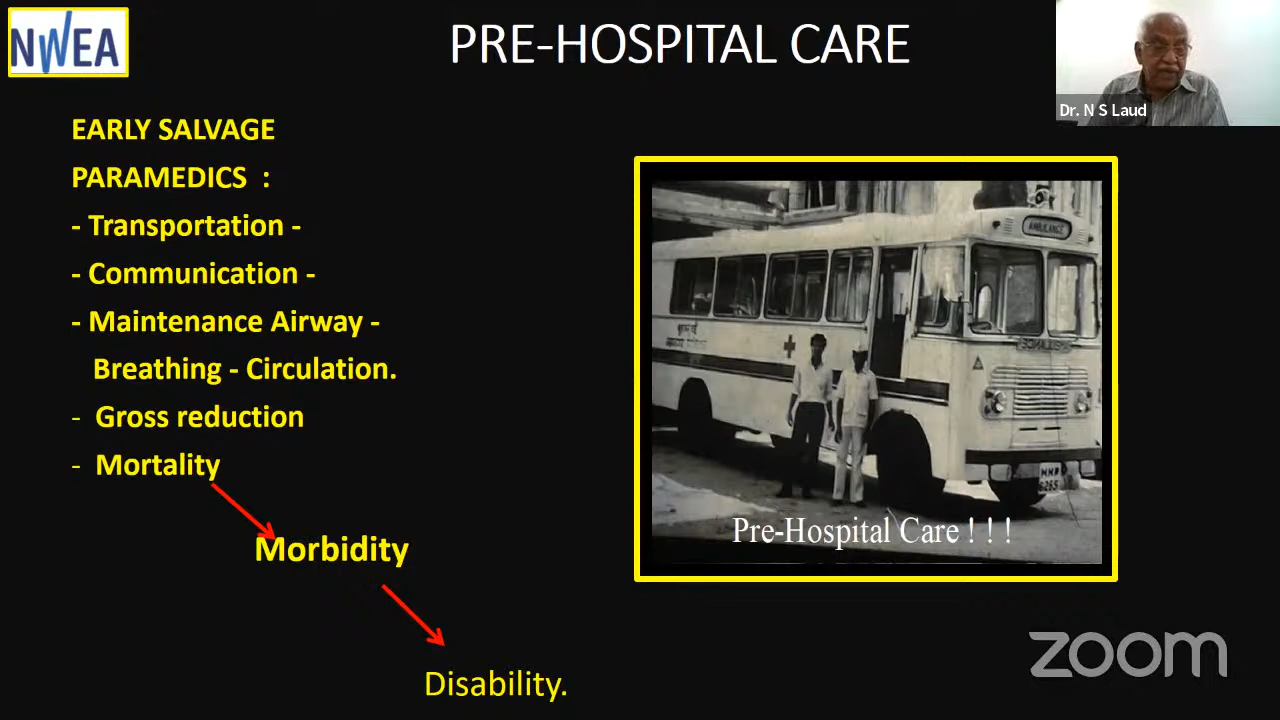 NWEA
PRE-HOSPITAL CARE
Dr. N S Laud
EARLY SALVAGE
PARAMEDICS :
- Transportation -
- Communication -
- Maintenance Airway -
Breathing - Circulation.
- Gross reduction
- Mortality
Morbidity
Disability.
AMBULANCE
Pre-Hospital Care ! ! !
zoom